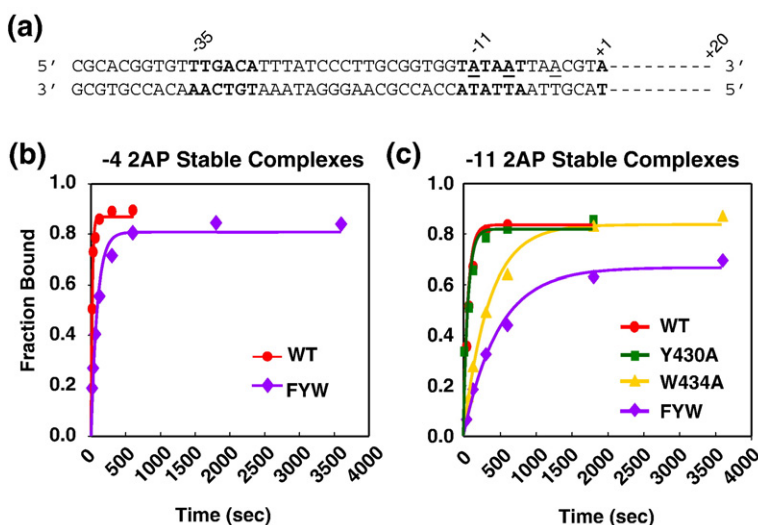 (a)
-35 -11 +1 +20
5′ CGCACGGTGTTTGACATTTATCCCTTGCGGTGGTATAATTAACGTA---------- 3′
3′ GCGTGCCACAAACTGTAAATAGGGAACGCCACCATATTAATTGCAT---------- 5′
(b) -4 2AP Stable Complexes
1.0
0.8
0.6
0.4
0.2
0.0
Fraction Bound
WT
FYW
0 500 1000 1500 2000 2500 3000 3500 4000
Time (sec)
(c) -11 2AP Stable Complexes
1.0
0.8
0.6
0.4
0.2
0.0
WT
Y430A
W434A
FYW
0 500 1000 1500 2000 2500 3000 3500 4000
Time (sec)